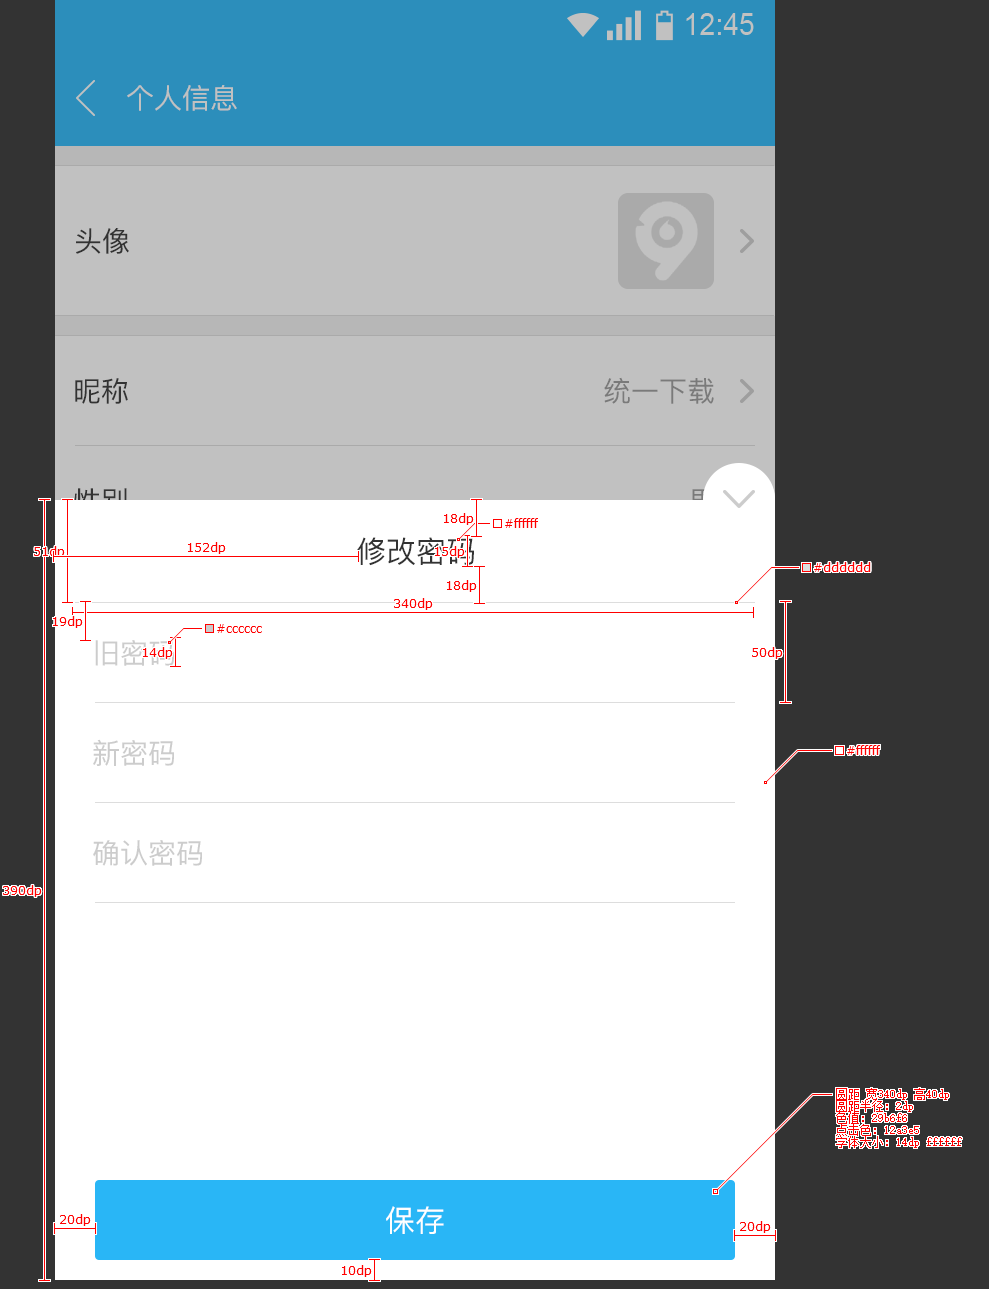 12:45
个人信息
头像
昵称
统一下载
性别
18dp
#ffffff
51dp
152dp
修改密码
15dp
#dddddd
18dp
340dp
19dp
#cccccc
旧密码
14dp
50dp
新密码
#ffffff
确认密码
390dp
圆距 宽340dp 高40dp
圆距半径：2dp
色值：29b6f6
点击色：12a3e5
字体大小：14dp ffffff
20dp
保存
20dp
10dp